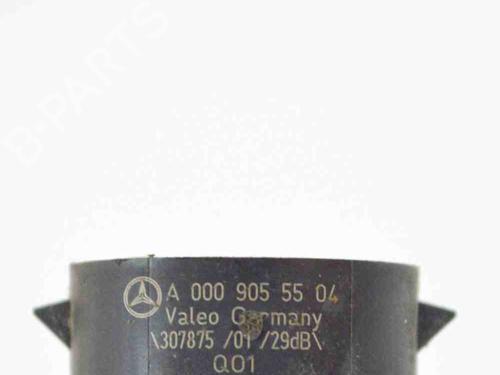 B-PARTS
A 000 905 55 04
Valeo Germany
\307875 /01 /29dB\
Q01